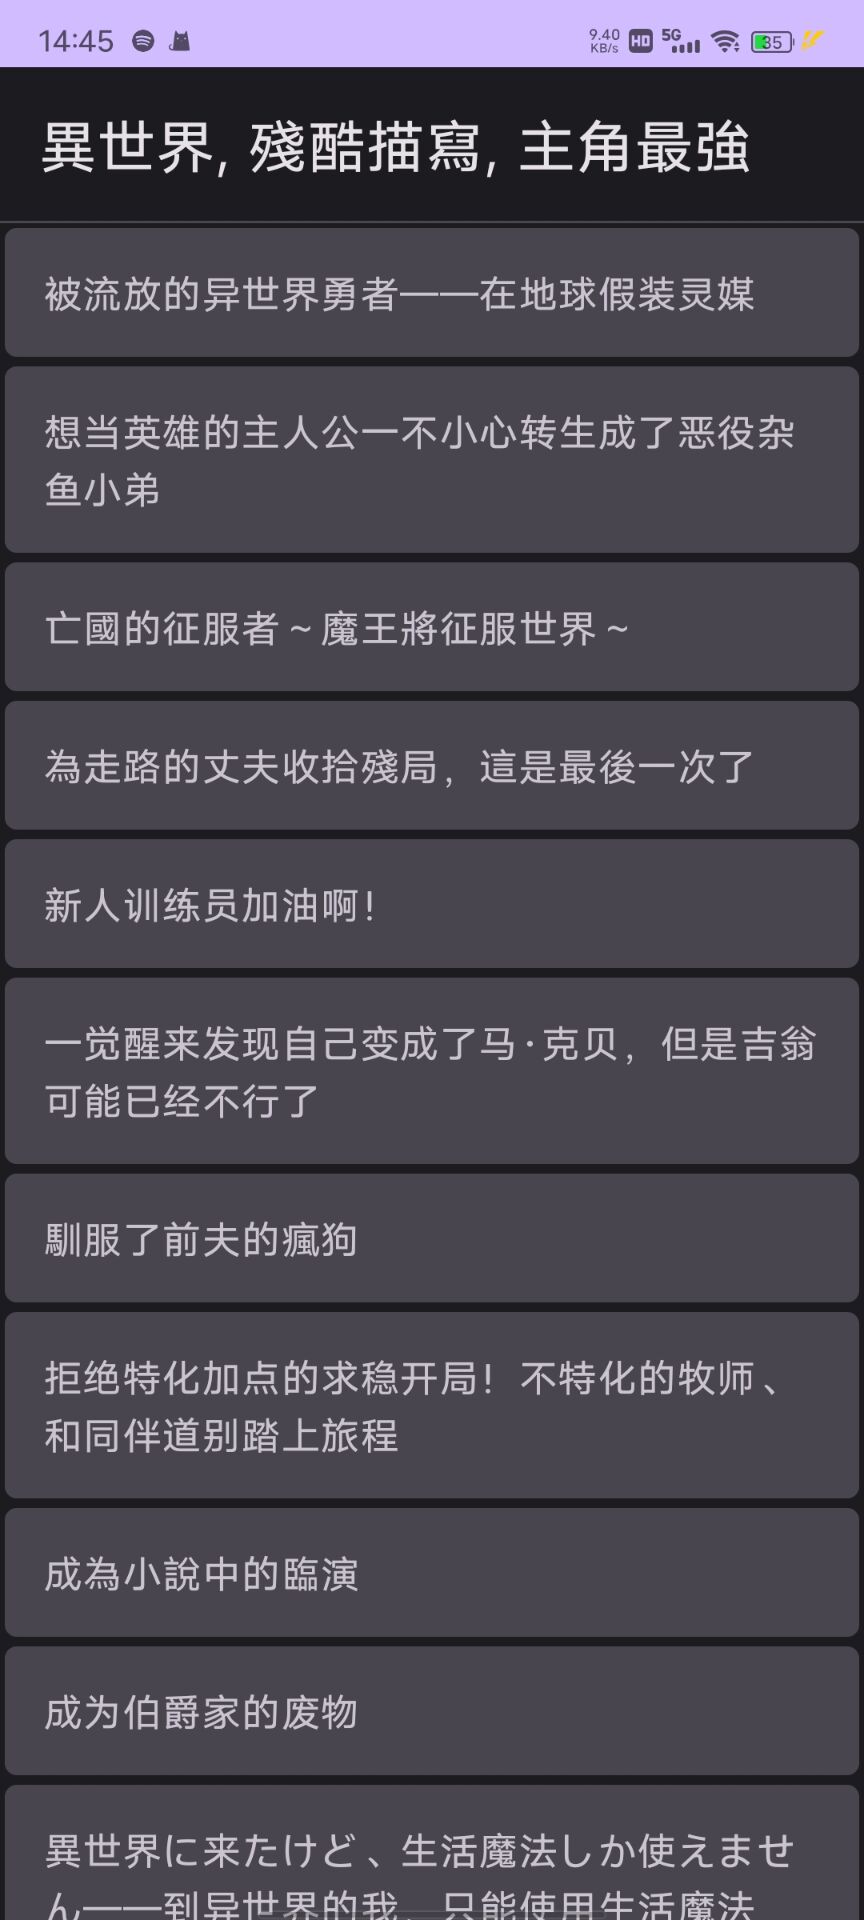 14:45
9.40
KB/s
HD
5G
35
異世界, 殘酷描寫, 主角最強
被流放的异世界勇者——在地球假装灵媒
想当英雄的主人公一不小心转生成了恶役杂
鱼小弟
亡國的征服者～魔王將征服世界～
為走路的丈夫收拾殘局，這是最後一次了
新人训练员加油啊！
一觉醒来发现自己变成了马·克贝，但是吉翁
可能已经不行了
馴服了前夫的瘋狗
拒绝特化加点的求稳开局！不特化的牧师、
和同伴道别踏上旅程
成為小說中的臨演
成为伯爵家的废物
異世界に来たけど、生活魔法しか使えませ
ん——到异世界的我，只能使用生活魔法